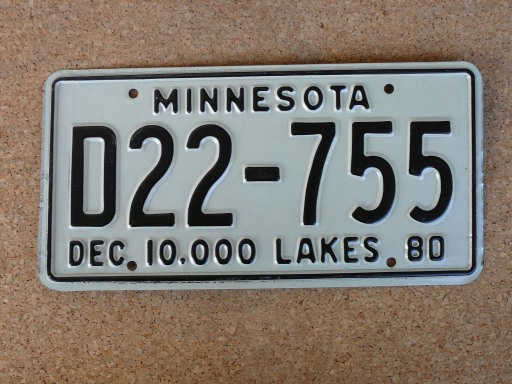 MINNESOTA
D22-755
DEC. 10,000 LAKES 80